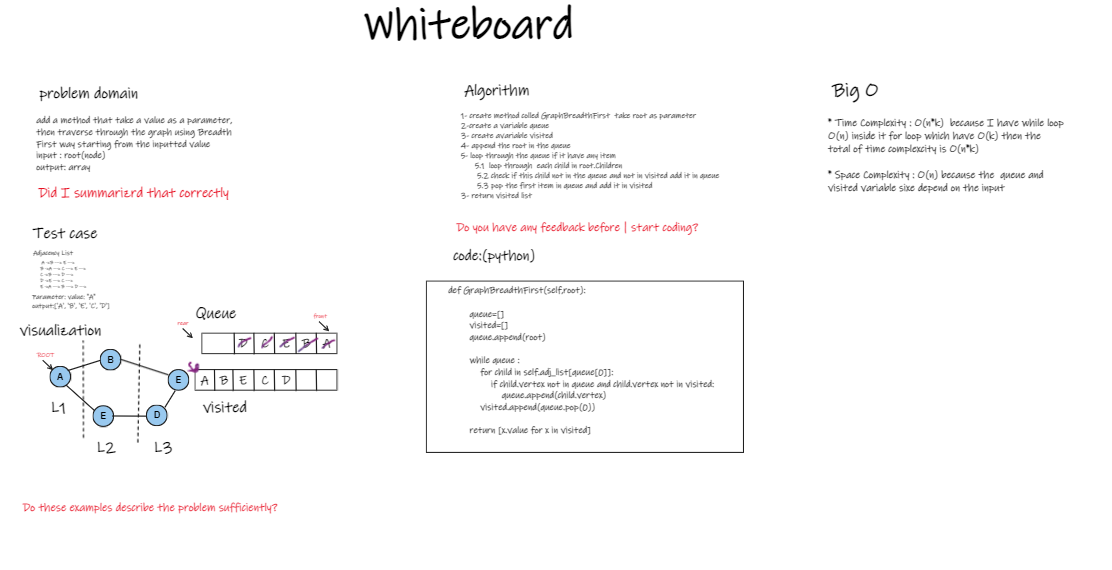 Whiteboard
problem domain
add a method that take a value as a parameter,
then traverse through the graph using Breadth
First way starting from the inputted value
input : root(node)
output: array
Did I summarizrd that correctly
Test case
Adjacency List
Parameter: value: "A"
output:['A', 'B', 'E', 'C', 'D']
visualization
ROOT
A
B
E
E
D
L1
L2
L3
Queue
rear
front
D C E B A
A B E C D
visited
Do these examples describe the problem sufficiently?
Algorithm
1- create method colled GraphBreadthFirst take root as parameter
2-create a variable queue
3- create avariable visited
4- append the root in the queue
5- loop through the queue if it have any item
5.1 loop through each child in root.Children
5.2 check if this child not in the queue and not in visited add it in queue
5.3 pop the first item in queue and add it in visited
3- return visited list
Do you have any feedback before I start coding?
code:(python)
def GraphBreadthFirst(self,root):
queue=[]
visited=[]
queue.append(root)
while queue :
for child in self.adj_list[queue[0]]:
if child.vertex not in queue and child.vertex not in visited:
queue.append(child.vertex)
visited.append(queue.pop(0))
return [x.value for x in visited]
Big O
* Time Complexity : O(n*k) because I have while loop
O(n) inside it for loop which have O(k) then the
total of time complexcity is O(n*k)
* Space Complexity : O(n) because the queue and
visited variable sixe depend on the input